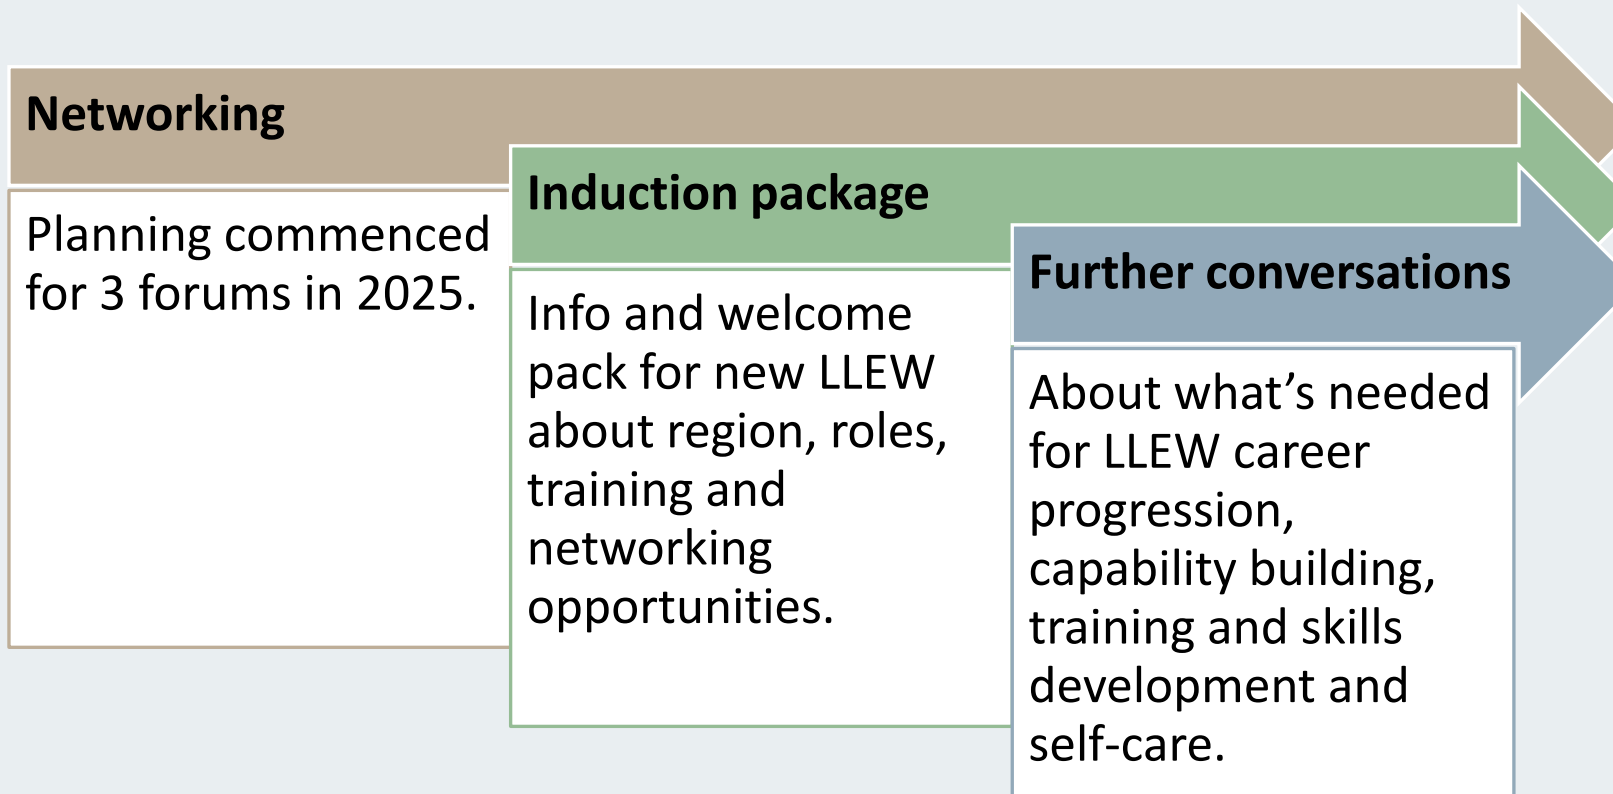 Networking
Planning commenced
for 3 forums in 2025.
Induction package
Info and welcome
pack for new LLEW
about region, roles,
training and
networking
opportunities.
Further conversations
About what’s needed
for LLEW career
progression,
capability building,
training and skills
development and
self-care.